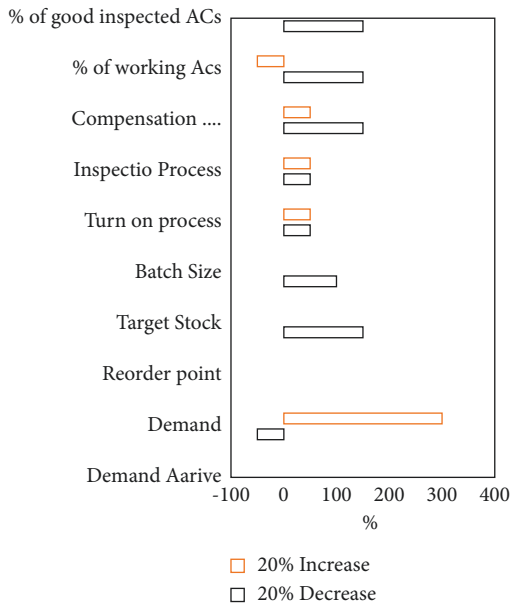 % of good inspected ACs
% of working Acs
Compensation ....
Inspectio Process
Turn on process
Batch Size
Target Stock
Reorder point
Demand
Demand Aarive
-100 0 100 200 300 400
%
20% Increase
20% Decrease